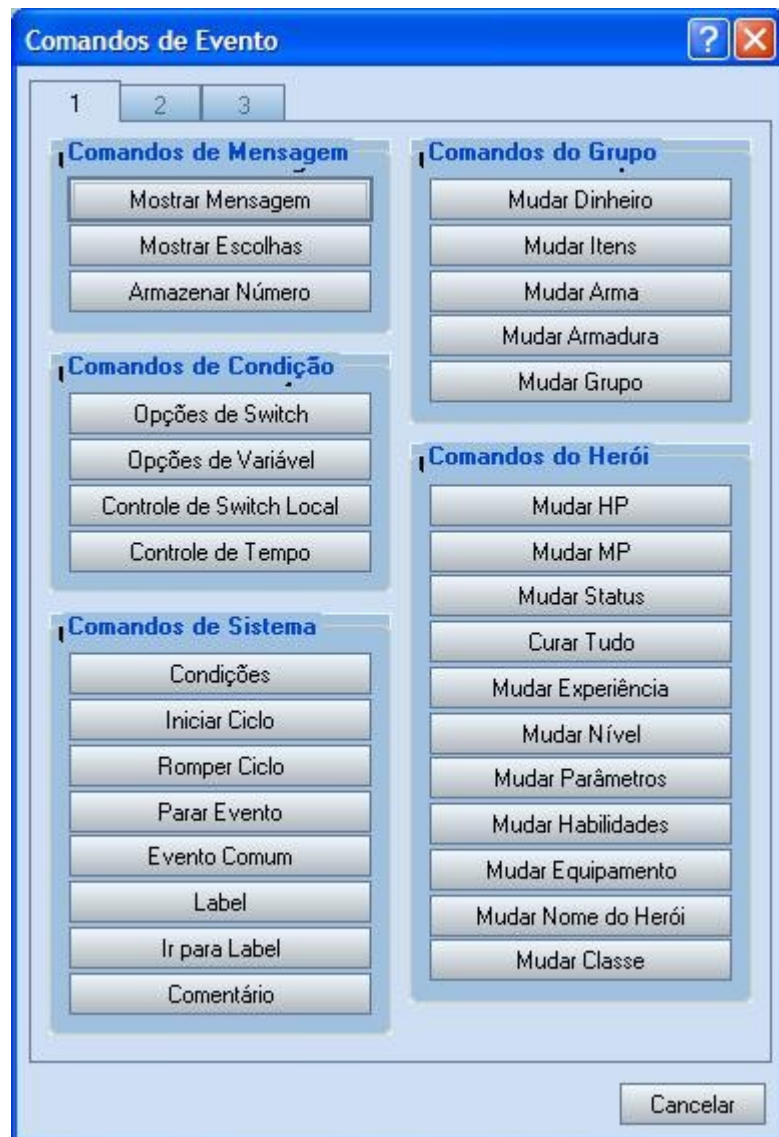 Comandos de Evento
1
2
3
Comandos de Mensagem
Mostrar Mensagem
Mostrar Escolhas
Armazenar Número
Comandos de Condição
Opções de Switch
Opções de Variável
Controle de Switch Local
Controle de Tempo
Comandos de Sistema
Condições
Iniciar Ciclo
Romper Ciclo
Parar Evento
Evento Comum
Label
Ir para Label
Comentário
Comandos do Grupo
Mudar Dinheiro
Mudar Itens
Mudar Arma
Mudar Armadura
Mudar Grupo
Comandos do Herói
Mudar HP
Mudar MP
Mudar Status
Curar Tudo
Mudar Experiência
Mudar Nível
Mudar Parâmetros
Mudar Habilidades
Mudar Equipamento
Mudar Nome do Herói
Mudar Classe
Cancelar